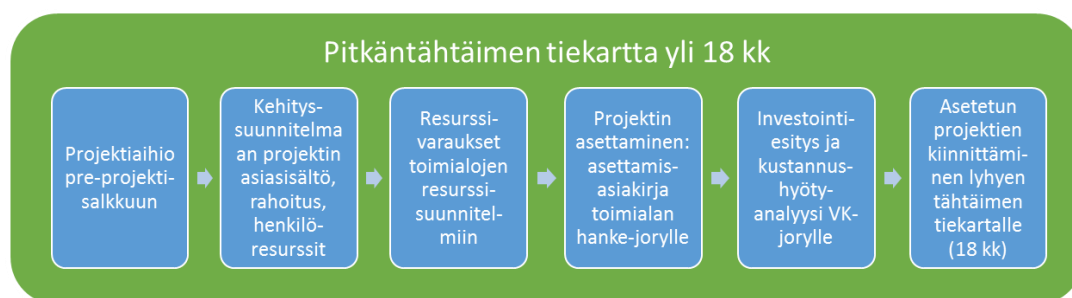 Pitkäntähtäimen tiekartta yli 18 kk
Projektiaihio
pre-projekti-
salkkuun
Kehitys-
suunnitelma
an projektin
asiasisältö,
rahoitus,
henkilö-
resurssit
Resurssi-
varaukset
toimialojen
resurssi-
suunnitel-
miin
Projektin
asettaminen:
asettamis-
asiakirja
toimialan
hanke-jorylle
Investointi-
esitys ja
kustannus-
hyöty-
analyysi VK-
jorylle
Asetetun
projektien
kiinnittämi-
nen lyhyen
tähtäimen
tiekartalle
(18 kk)